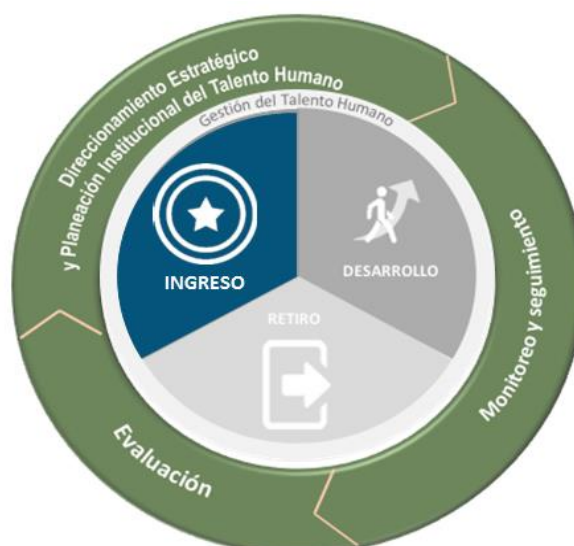 Direccionamiento Estratégico
y Planeación Institucional del Talento Humano
Gestión del Talento Humano
INGRESO
DESARROLLO
RETIRO
Monitoreo y seguimiento
Evaluación